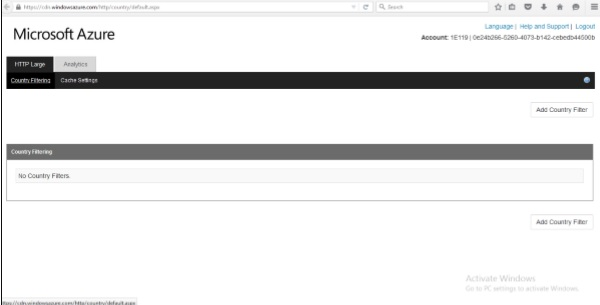 https://cdn.windowsazure.com/http/country/default.aspx
Search
Microsoft Azure
Language | Help and Support | Logout
Account: 1E119 | 0e24b266-5260-4073-b142-cebedb44500b
HTTP Large
Analytics
Country Filtering
Cache Settings
Add Country Filter
Country Filtering
No Country Filters.
Add Country Filter
Activate Windows
Go to PC settings to activate Windows.
https://cdn.windowsazure.com/http/country/default.aspx